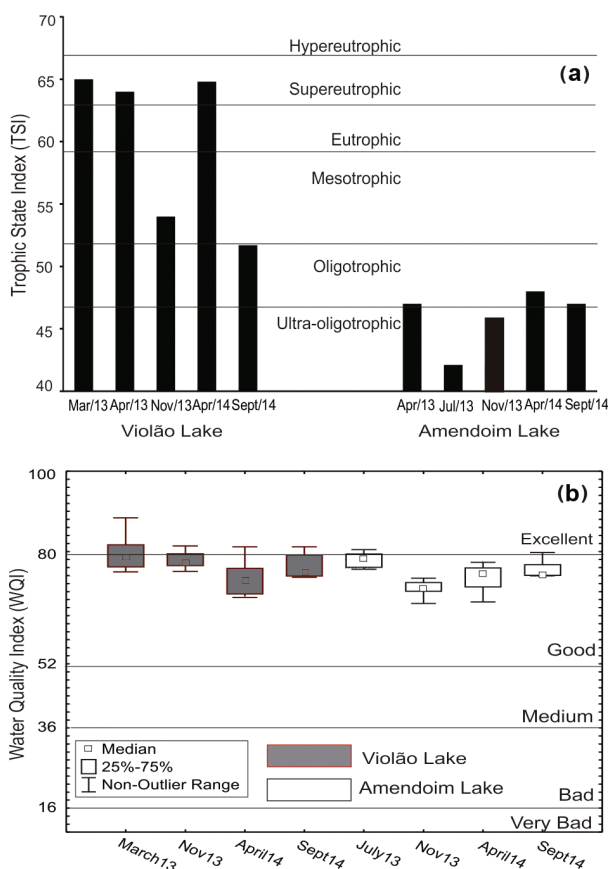 70
65
60
55
50
45
40
Trophic State Index (TSI)
(a)
Hypereutrophic
Supereutrophic
Eutrophic
Mesotrophic
Oligotrophic
Ultra-oligotrophic
Mar/13 Apr/13 Nov/13 Apr/14 Sept/14
Apr/13 Jul/13 Nov/13 Apr/14 Sept/14
Violão Lake
Amendoim Lake
100
80
52
36
16
Water Quality Index (WQI)
(b)
Excellent
Good
Medium
Bad
Very Bad
Median
25%-75%
Non-Outlier Range
Violão Lake
Amendoim Lake
March13 Nov13 April14 Sept14 July13 Nov13 April14 Sept14